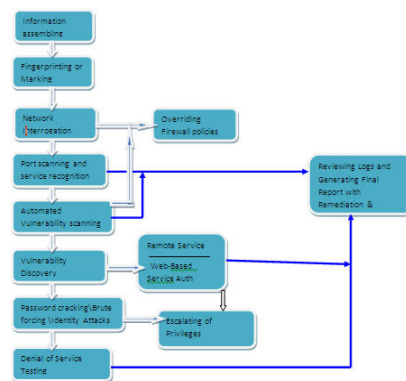 Information
assembling
Fingerprinting or
Marking
Network
Interrogation
Overriding
Firewall policies
Port scanning and
service recognition
Reviewing Logs and
Generating Final
Report with
Remediation &
Automated
Vulnerability scanning
Remote Service
Web-Based
Service Auth
Vulnerability
Discovery
Password cracking\Brute
forcing \Identity Attacks
Escalating of
Privileges
Denial of Service
Testing